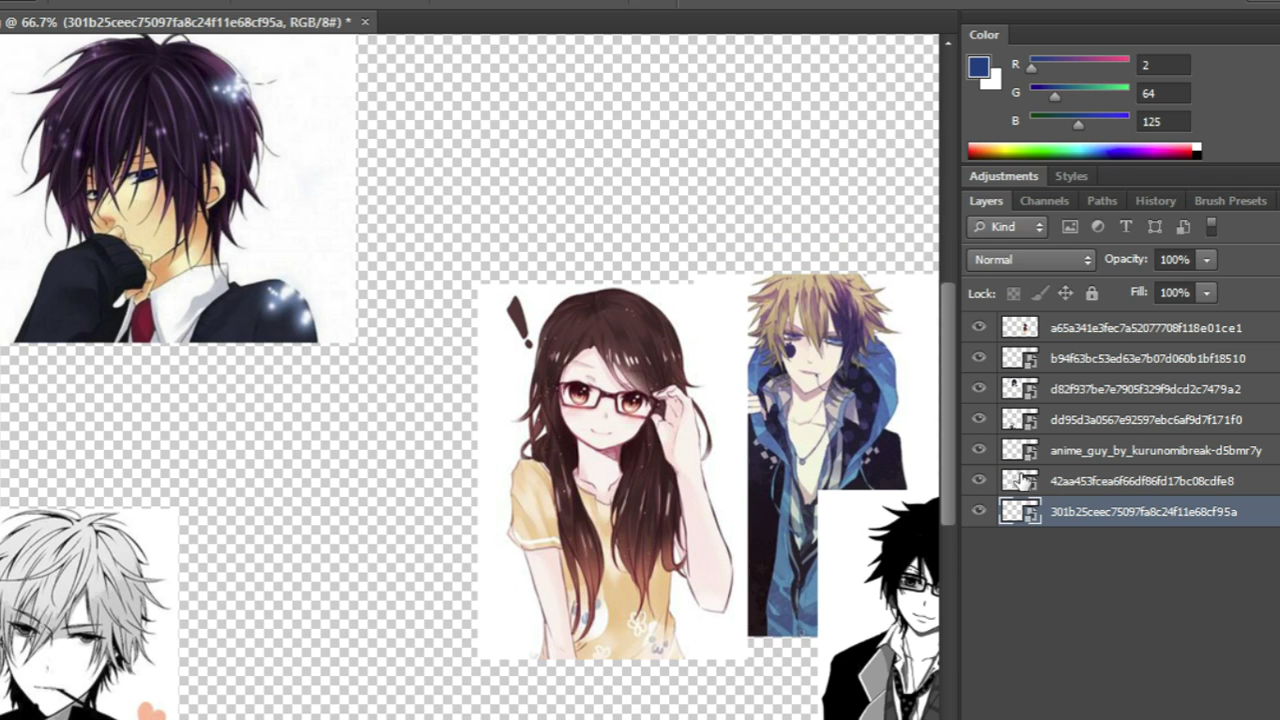 g @ 66.7% (301b25ceec75097fa8c24f11e68cf95a, RGB/8#) * ×
Color
R 2
G 64
B 125
Adjustments Styles
Layers Channels Paths History Brush Presets
Kind T
Normal Opacity: 100%
Lock: Fill: 100%
a65a341e3fec7a52077708f118e01ce1
b94f63bc53ed63e7b07d060b1bf18510
d82f937be7e7905f329f9dcd2c7479a2
dd95d3a0567e92597ebc6af9d7f171f0
anime_guy_by_kurunomibreak-d5bmr7y
42aa453fcea6f66df86fd17bc08cdfe8
301b25ceec75097fa8c24f11e68cf95a